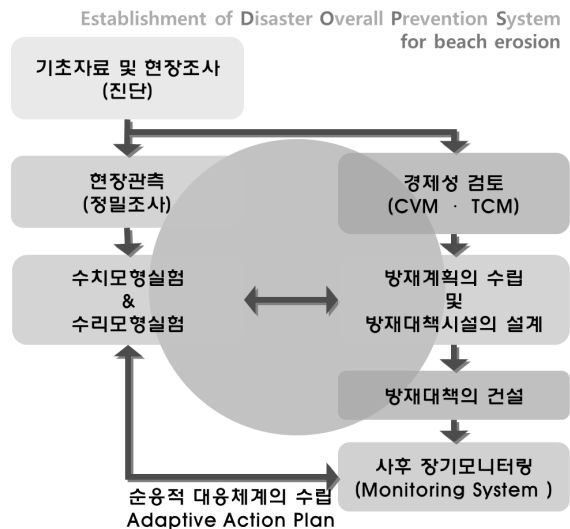 Establishment of Disaster Overall Prevention System
for beach erosion
기초자료 및 현장조사
(진단)
현장관측
(정밀조사)
경제성 검토
(CVM · TCM)
수치모형실험
&
수리모형실험
방재계획의 수립
및
방재대책시설의 설계
방재대책의 건설
사후 장기모니터링
(Monitoring System )
순응적 대응체계의 수립
Adaptive Action Plan